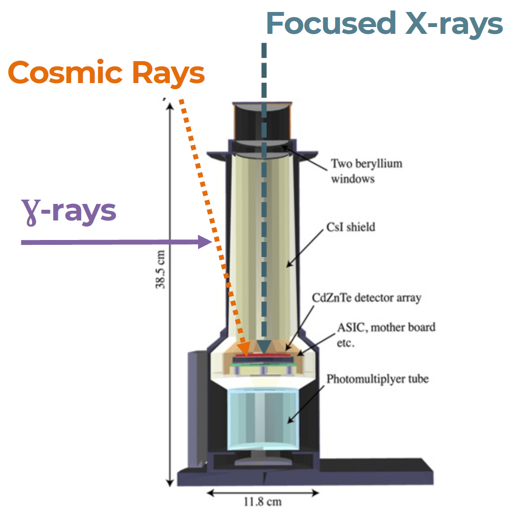 Focused X-rays
Cosmic Rays
Two beryllium
windows
Ɣ-rays
CsI shield
38.5 cm
CdZnTe detector array
ASIC, mother board
etc.
Photomultiplyer tube
11.8 cm